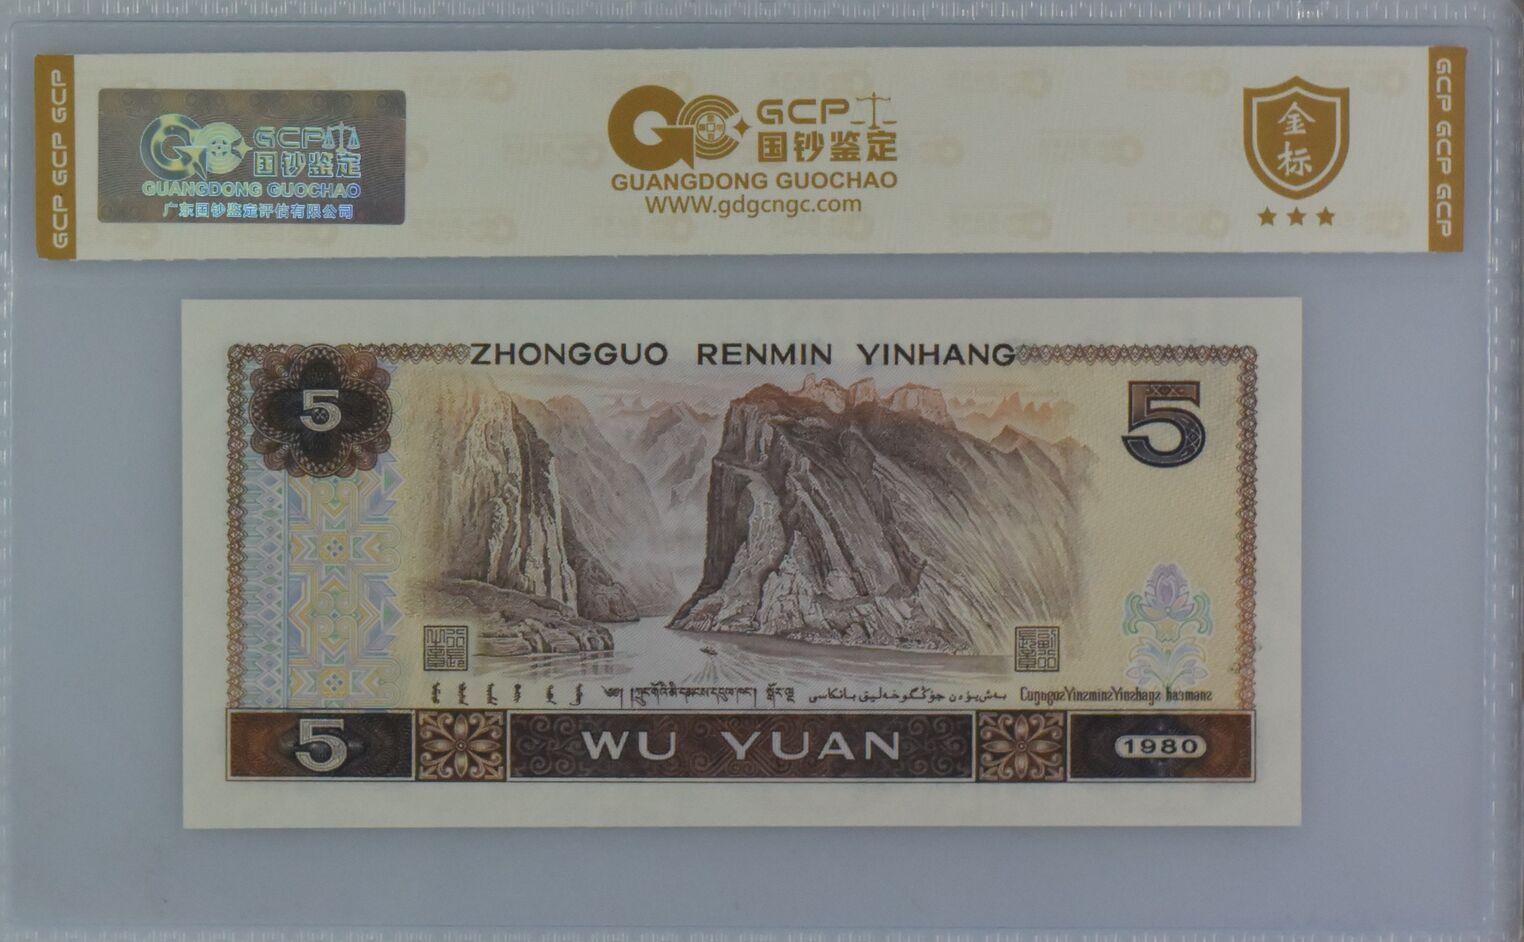 GCP GCP GCP
GCP
国钞鉴定
GUANGDONG GUOCHAO
广东国钞鉴定评估有限公司
GCP
国钞鉴定
GUANGDONG GUOCHAO
WWW.gdgcngc.com
金
标
GCP GCP GCP
ZHONGGUO RENMIN YINHANG
5
5
5
WU YUAN
1980